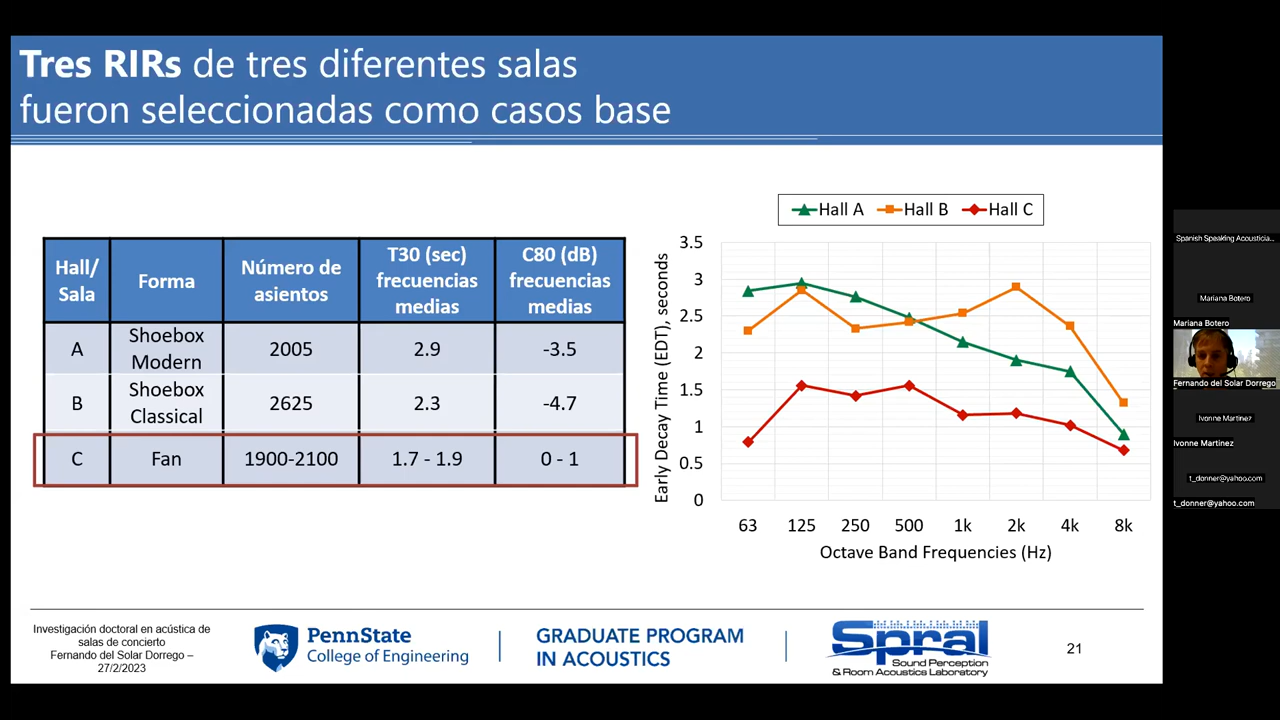 Tres RIRs de tres diferentes salas
fueron seleccionadas como casos base
Hall/
Sala
Forma
Número de
asientos
T30 (sec)
frecuencias
medias
C80 (dB)
frecuencias
medias
A
Shoebox
Modern
2005
2.9
-3.5
B
Shoebox
Classical
2625
2.3
-4.7
C
Fan
1900-2100
1.7 - 1.9
0 - 1
Hall A
Hall B
Hall C
Early Decay Time (EDT), seconds
3.5
3
2.5
2
1.5
1
0.5
0
63
125
250
500
1k
2k
4k
8k
Octave Band Frequencies (Hz)
Investigación doctoral en acústica de
salas de concierto
Fernando del Solar Dorrego –
27/2/2023
PennState
College of Engineering
GRADUATE PROGRAM
IN ACOUSTICS
Spral
Sound Perception
& Room Acoustics Laboratory
21
Spanish Speaking Acousticia...
Mariana Botero
Mariana Botero
Fernando del Solar Dorrego
Ivonne Martinez
Ivonne Martinez
t_donner@yahoo.com
t_donner@yahoo.com